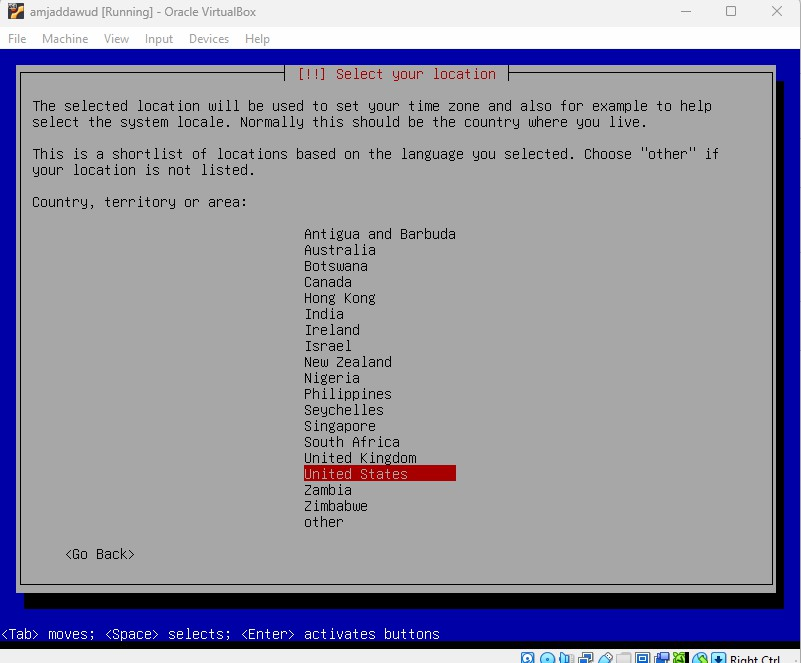 amjaddawud [Running] - Oracle VirtualBox
File Machine View Input Devices Help
[!!] Select your location
The selected location will be used to set your time zone and also for example to help
select the system locale. Normally this should be the country where you live.
This is a shortlist of locations based on the language you selected. Choose "other" if
your location is not listed.
Country, territory or area:
Antigua and Barbuda
Australia
Botswana
Canada
Hong Kong
India
Ireland
Israel
New Zealand
Nigeria
Philippines
Seychelles
Singapore
South Africa
United Kingdom
United States
Zambia
Zimbabwe
other
<Go Back>
<Tab> moves; <Space> selects; <Enter> activates buttons
Right Ctrl